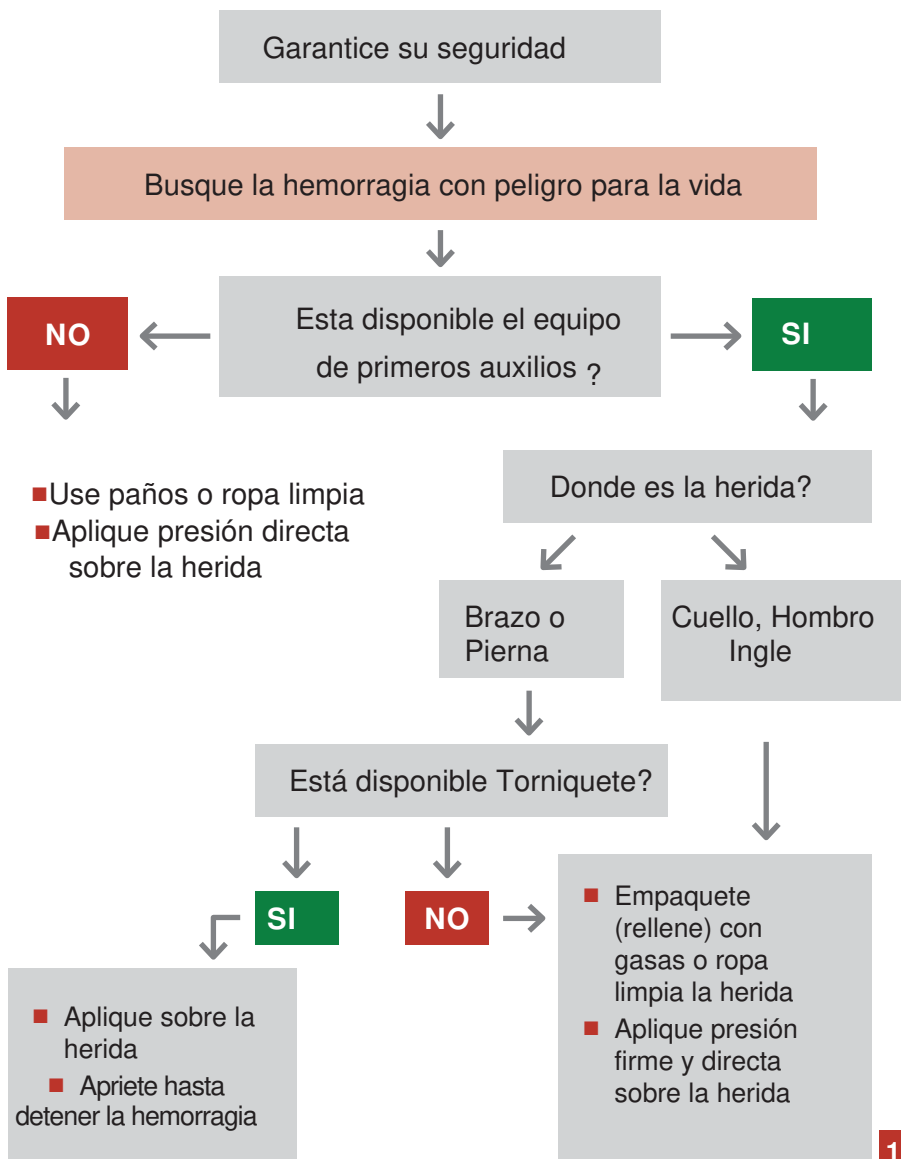 Garantice su seguridad
Busque la hemorragia con peligro para la vida
NO
Esta disponible el equipo
de primeros auxilios ?
SI
■Use paños o ropa limpia
■Aplique presión directa
sobre la herida
Donde es la herida?
Brazo o
Pierna
Cuello, Hombro
Ingle
Está disponible Torniquete?
SI
NO
■ Aplique sobre la
herida
■ Apriete hasta
detener la hemorragia
■ Empaquete
(rellene) con
gasas o ropa
limpia la herida
■ Aplique presión
firme y directa
sobre la herida
1